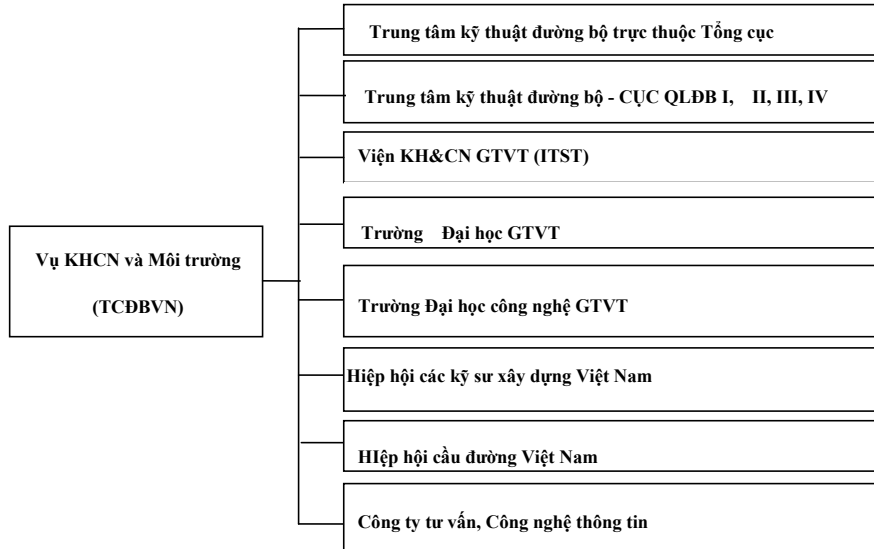 Trung tâm kỹ thuật đường bộ trực thuộc Tổng cục
Trung tâm kỹ thuật đường bộ - CỤC QLĐB I, II, III, IV
Viện KH&CN GTVT (ITST)
Trường Đại học GTVT
Vụ KHCN và Môi trường
(TCĐBVN)
Trường Đại học công nghệ GTVT
Hiệp hội các kỹ sư xây dựng Việt Nam
HIệp hội cầu đường Việt Nam
Công ty tư vấn, Công nghệ thông tin